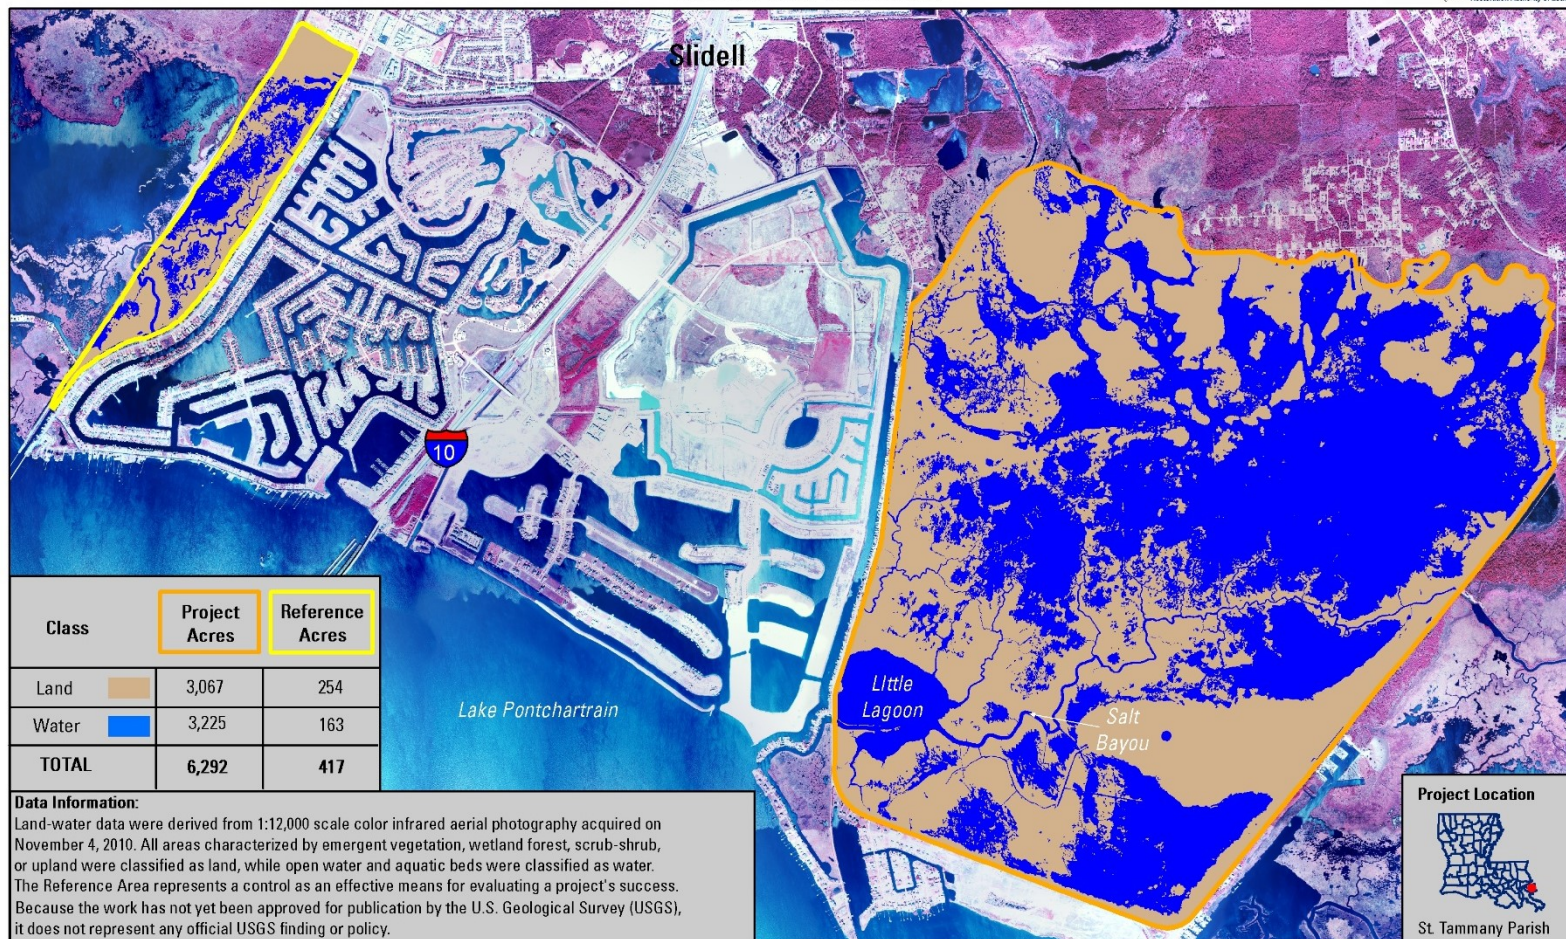 Slidell
10
Class
Project
Acres
Reference
Acres
Land 3,067 254
Water 3,225 163
TOTAL 6,292 417
Lake Pontchartrain
LIttle
Lagoon
Salt
Bayou
Data Information:
Land-water data were derived from 1:12,000 scale color infrared aerial photography acquired on
November 4, 2010. All areas characterized by emergent vegetation, wetland forest, scrub-shrub,
or upland were classified as land, while open water and aquatic beds were classified as water.
The Reference Area represents a control as an effective means for evaluating a project's success.
Because the work has not yet been approved for publication by the U.S. Geological Survey (USGS),
it does not represent any official USGS finding or policy.
Project Location
St. Tammany Parish